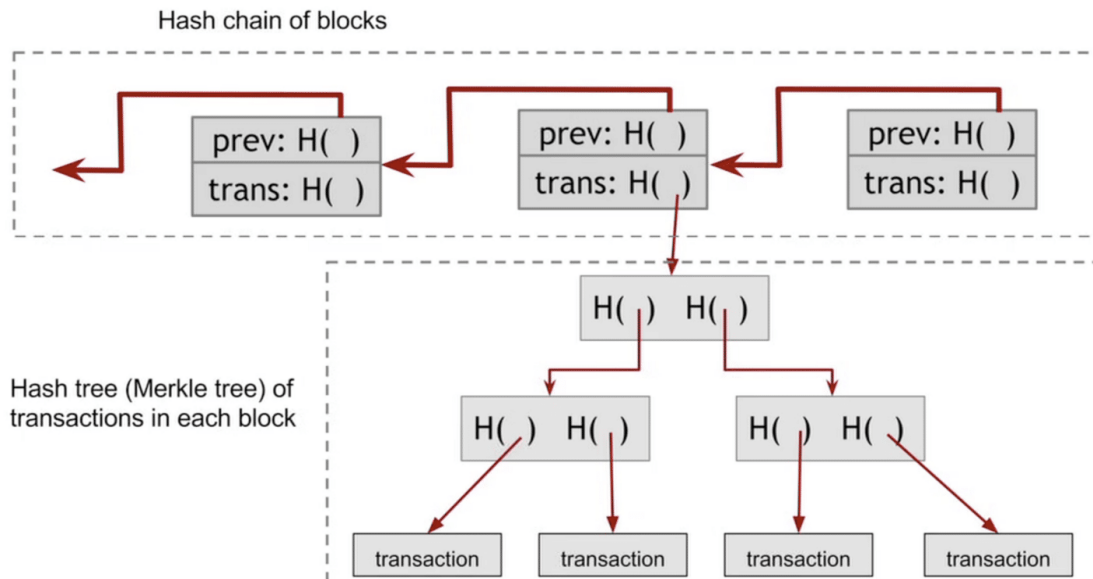 Hash chain of blocks
prev: H( )
trans: H( )
prev: H( )
trans: H( )
prev: H( )
trans: H( )
H( ) H( )
Hash tree (Merkle tree) of
transactions in each block
H( ) H( )
H( ) H( )
transaction
transaction
transaction
transaction